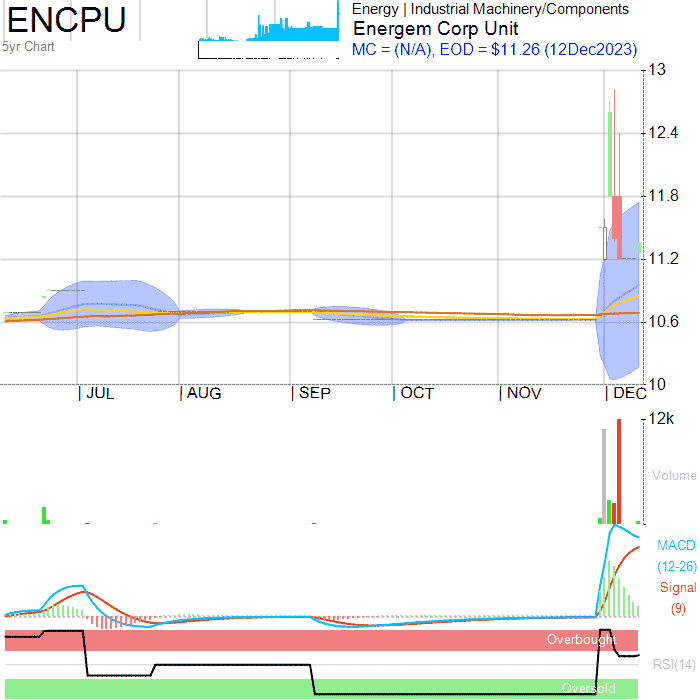 ENCPU
5yr Chart
Energy | Industrial Machinery/Components
Energem Corp Unit
MC = (N/A), EOD = $11.26 (12Dec2023)
13
12.4
11.8
11.2
10.6
10
| JUL | AUG | SEP | OCT | NOV | DEC
12k
Volume
MACD
(12-26)
Signal
(9)
Overbought
RSI(14)
Oversold